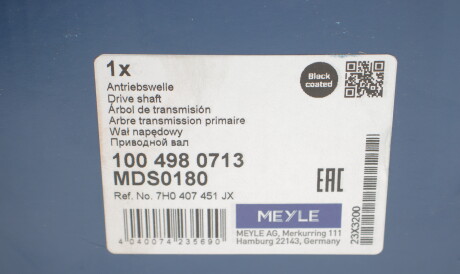 1x
Antriebswelle
Drive shaft
Árbol de transmisión
Arbre transmission primaire
Wał napędowy
Приводной вал
Black
coated
100 498 0713
MDS0180
Ref. No. 7H0 407 451 JX
EAC
4 040074 235690
MEYLE
MEYLE AG, Merkurring 111
Hamburg 22143, Germany
23X3200